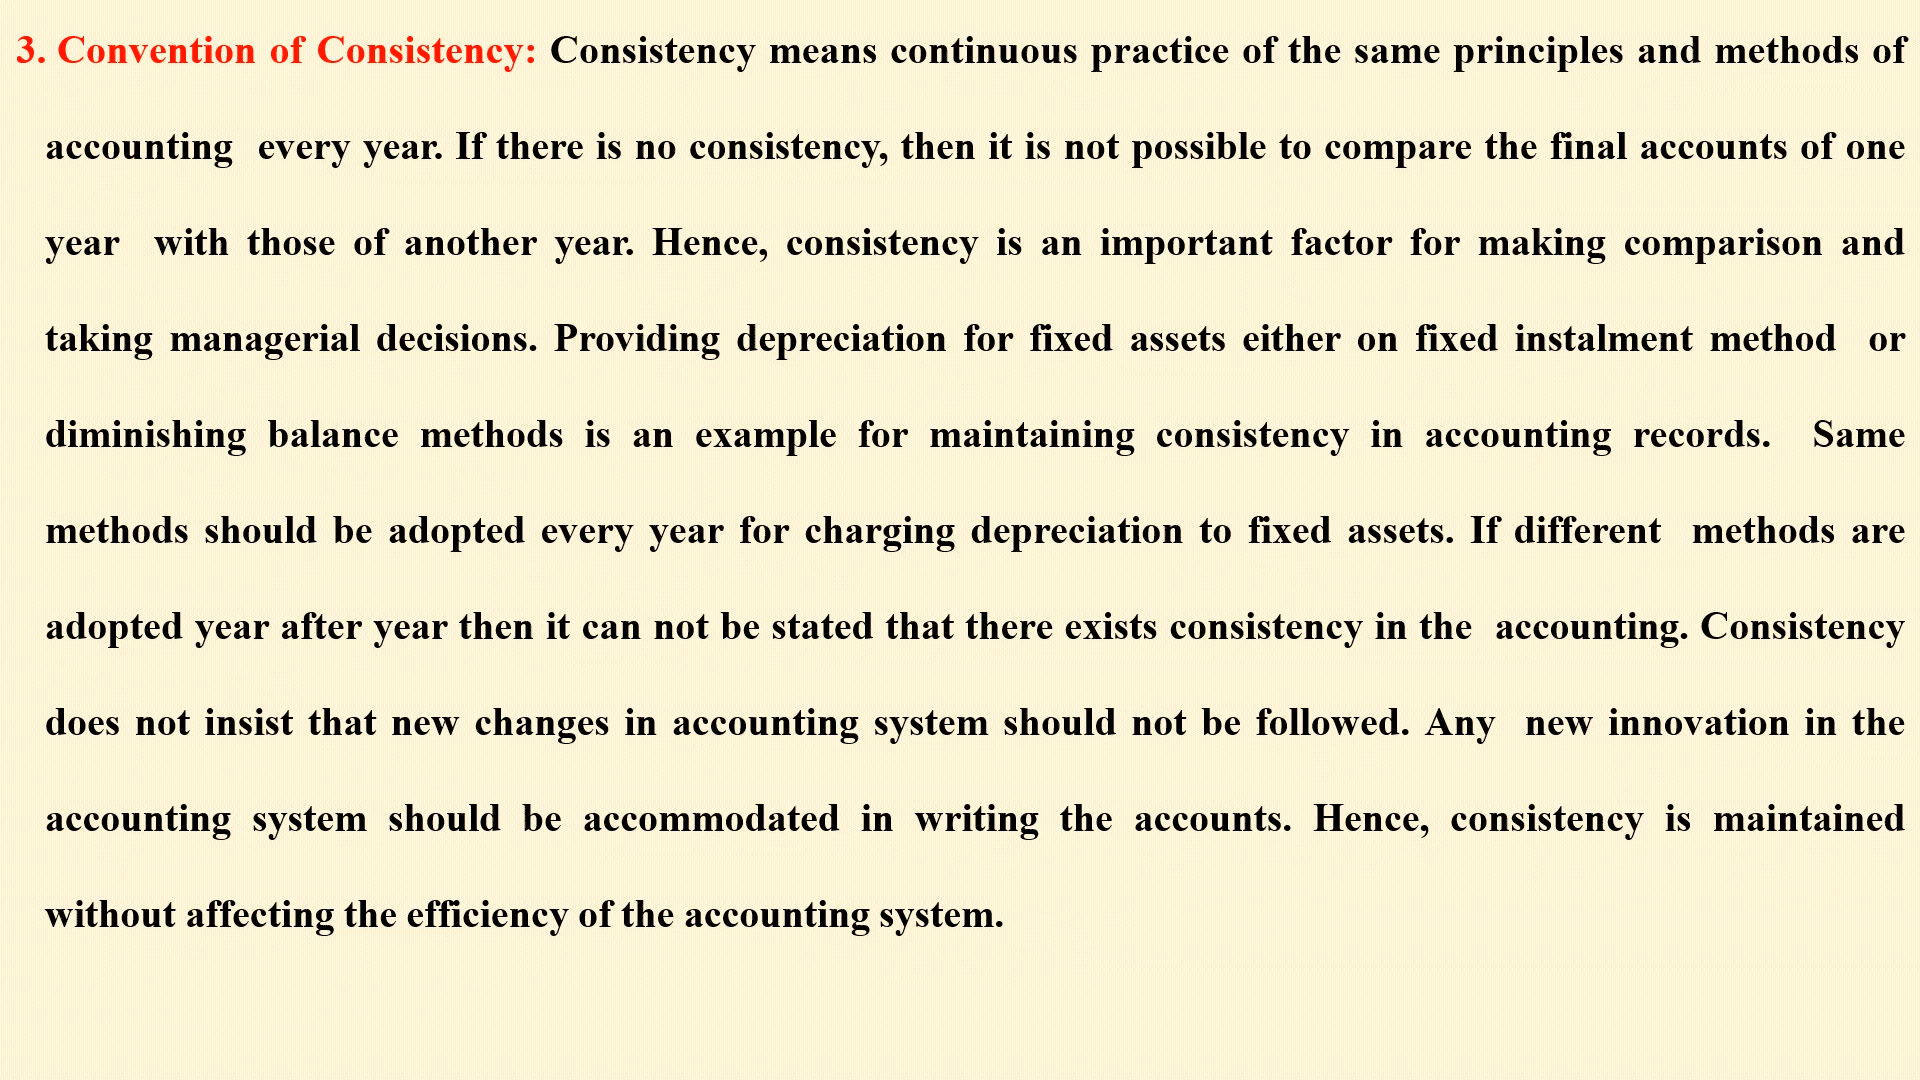 3. Convention of Consistency: Consistency means continuous practice of the same principles and methods of
accounting every year. If there is no consistency, then it is not possible to compare the final accounts of one
year with those of another year. Hence, consistency is an important factor for making comparison and
taking managerial decisions. Providing depreciation for fixed assets either on fixed instalment method or
diminishing balance methods is an example for maintaining consistency in accounting records. Same
methods should be adopted every year for charging depreciation to fixed assets. If different methods are
adopted year after year then it can not be stated that there exists consistency in the accounting. Consistency
does not insist that new changes in accounting system should not be followed. Any new innovation in the
accounting system should be accommodated in writing the accounts. Hence, consistency is maintained
without affecting the efficiency of the accounting system.